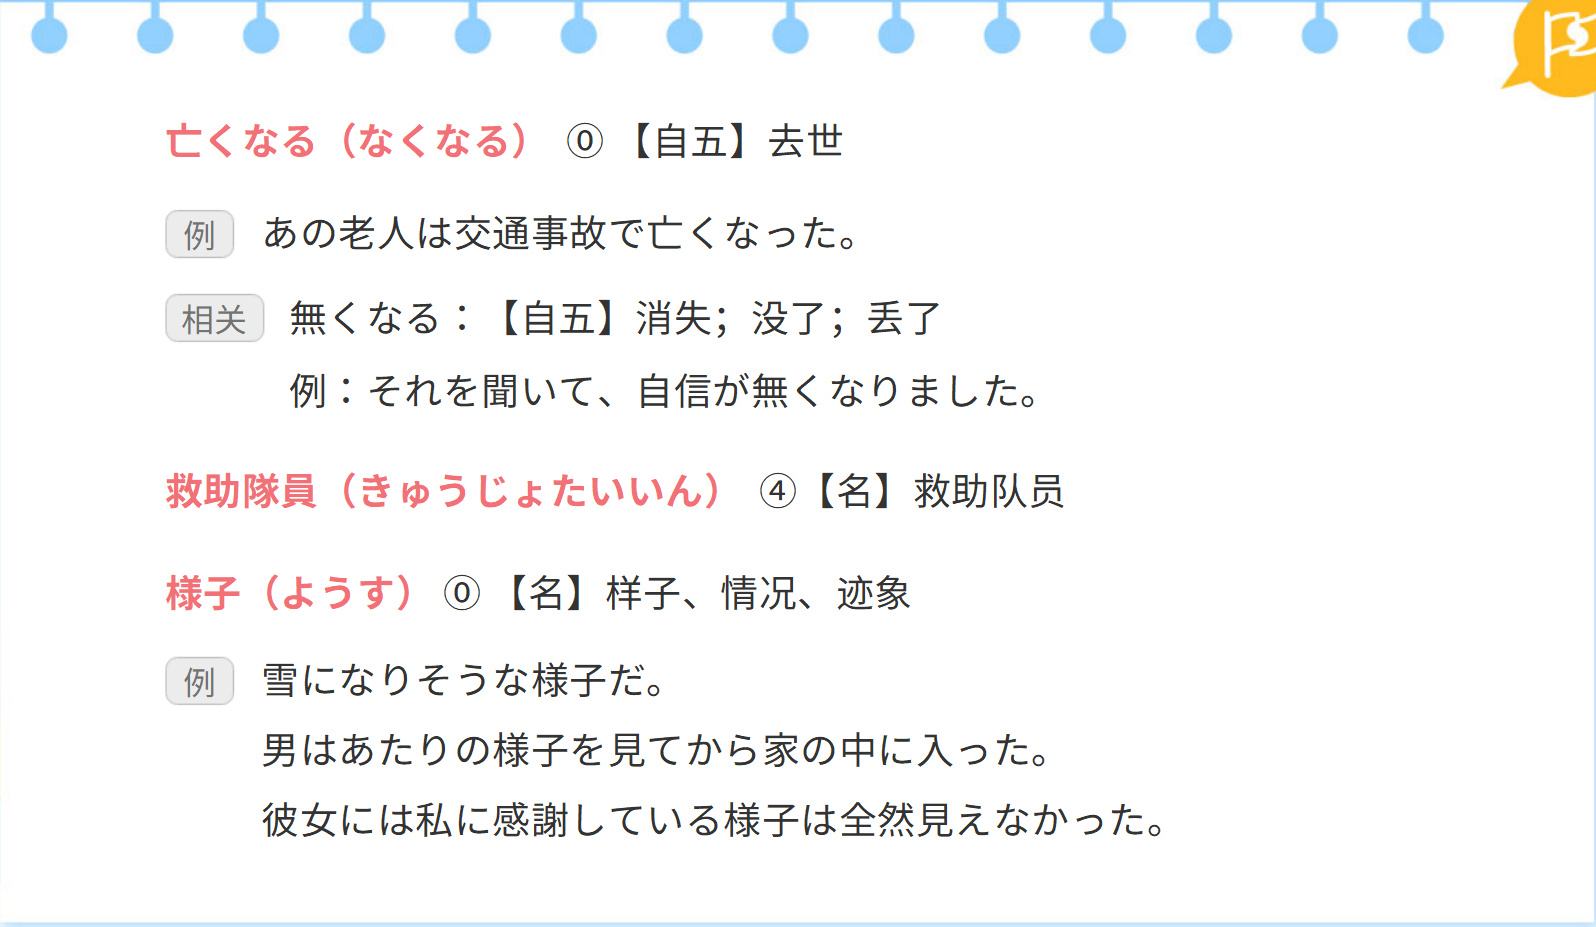 亡くなる（なくなる） ⓪ 【自五】去世
例 あの老人は交通事故で亡くなった。
相关 無くなる：【自五】消失；没了；丢了
例：それを聞いて、自信が無くなりました。
救助隊員（きゅうじょたいいん） ④【名】救助队员
様子（ようす） ⓪ 【名】样子、情况、迹象
例 雪になりそうな様子だ。
男はあたりの様子を見てから家の中に入った。
彼女には私に感謝している様子は全然見えなかった。